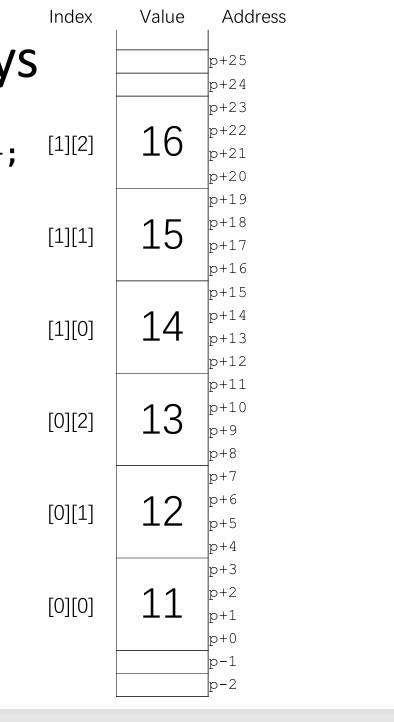 Index Value Address
ys
p+25
p+24
p+23
p+22
[1][2] 16
p+21
p+20
p+19
p+18
[1][1] 15
p+17
p+16
p+15
p+14
[1][0] 14
p+13
p+12
p+11
p+10
[0][2] 13
p+9
p+8
p+7
p+6
[0][1] 12
p+5
p+4
p+3
p+2
[0][0] 11
p+1
p+0
p-1
p-2